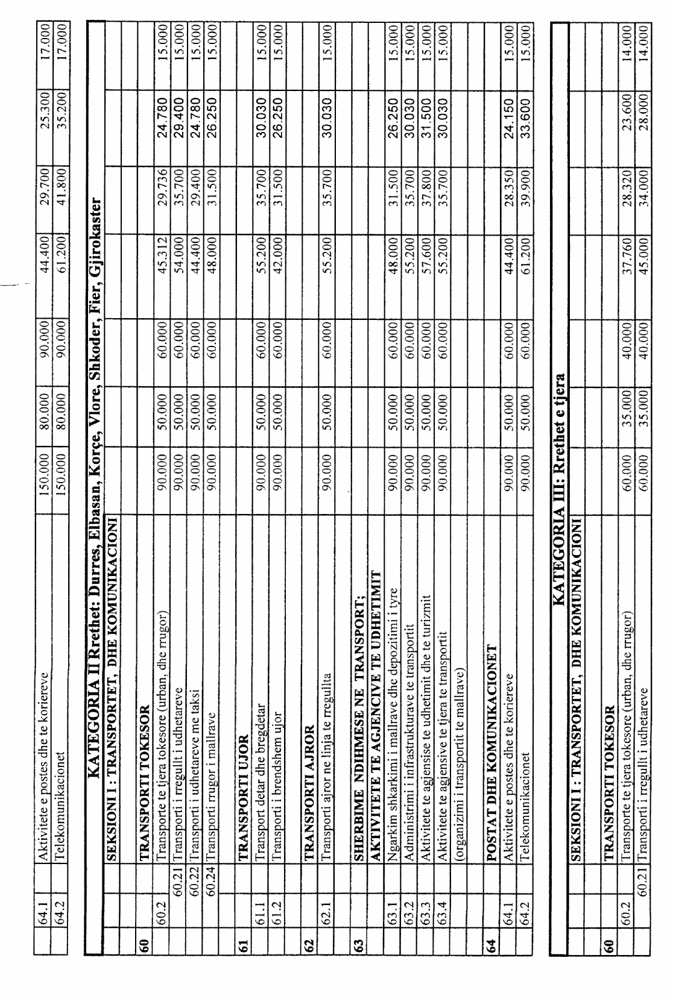 64.1 Aktivitete e postes dhe te koriereve 150.000 80.000 90.000 44.400 29.700 25.300 17.000
64.2 Telekomunikacionet 150.000 80.000 90.000 61.200 41.800 35.200 17.000
KATEGORIA II Rrethet: Durres, Elbasan, Korçe, Vlore, Shkoder, Fier, Gjirokaster
SEKSIONI I : TRANSPORTET, DHE KOMUNIKACIONI
60 TRANSPORTI TOKESOR
60.2 Transporte te tjera tokesore (urban, dhe rrugor) 90.000 50.000 60.000 45.312 29.736 24.780 15.000
60.21 Transporti i rregullt i udhetareve 90.000 50.000 60.000 54.000 35.700 29.400 15.000
60.22 Transporti i udhetareve me taksi 90.000 50.000 60.000 44.400 29.400 24.780 15.000
60.24 Transporti rrugor i mallrave 90.000 50.000 60.000 48.000 31.500 26.250 15.000
61 TRANSPORTI UJOR
61.1 Transport detar dhe bregdetar 90.000 50.000 60.000 55.200 35.700 30.030 15.000
61.2 Transporti i brendshem ujor 90.000 50.000 60.000 42.000 31.500 26.250 15.000
62 TRANSPORTI AJROR
62.1 Transporti ajror ne linja te rregullta 90.000 50.000 60.000 55.200 35.700 30.030 15.000
63 SHERBIME NDIHMESE NE TRANSPORT;
AKTIVITETE TE AGJENCIVE TE UDHETIMIT
63.1 Ngarkim shkarkimi i mallrave dhe depozitimi i tyre 90.000 50.000 60.000 48.000 31.500 26.250 15.000
63.2 Administrimi i infrastrukturave te transportit 90.000 50.000 60.000 55.200 35.700 30.030 15.000
63.3 Aktivitete te agjensise te udhetimit dhe te turizmit 90.000 50.000 60.000 57.600 37.800 31.500 15.000
63.4 Aktivitete te agjensive te tjera te transportit 90.000 50.000 60.000 55.200 35.700 30.030 15.000
(organizimi i transportit te mallrave)
64 POSTAT DHE KOMUNIKACIONET
64.1 Aktivitete e postes dhe te koriereve 90.000 50.000 60.000 44.400 28.350 24.150 15.000
64.2 Telekomunikacionet 90.000 50.000 60.000 61.200 39.900 33.600 15.000
KATEGORIA III: Rrethet e tjera
SEKSIONI I : TRANSPORTET, DHE KOMUNIKACIONI
60 TRANSPORTI TOKESOR
60.2 Transporte te tjera tokesore (urban, dhe rrugor) 60.000 35.000 40.000 37.760 28.320 23.600 14.000
60.21 Transporti i rregullt i udhetareve 60.000 35.000 40.000 45.000 34.000 28.000 14.000